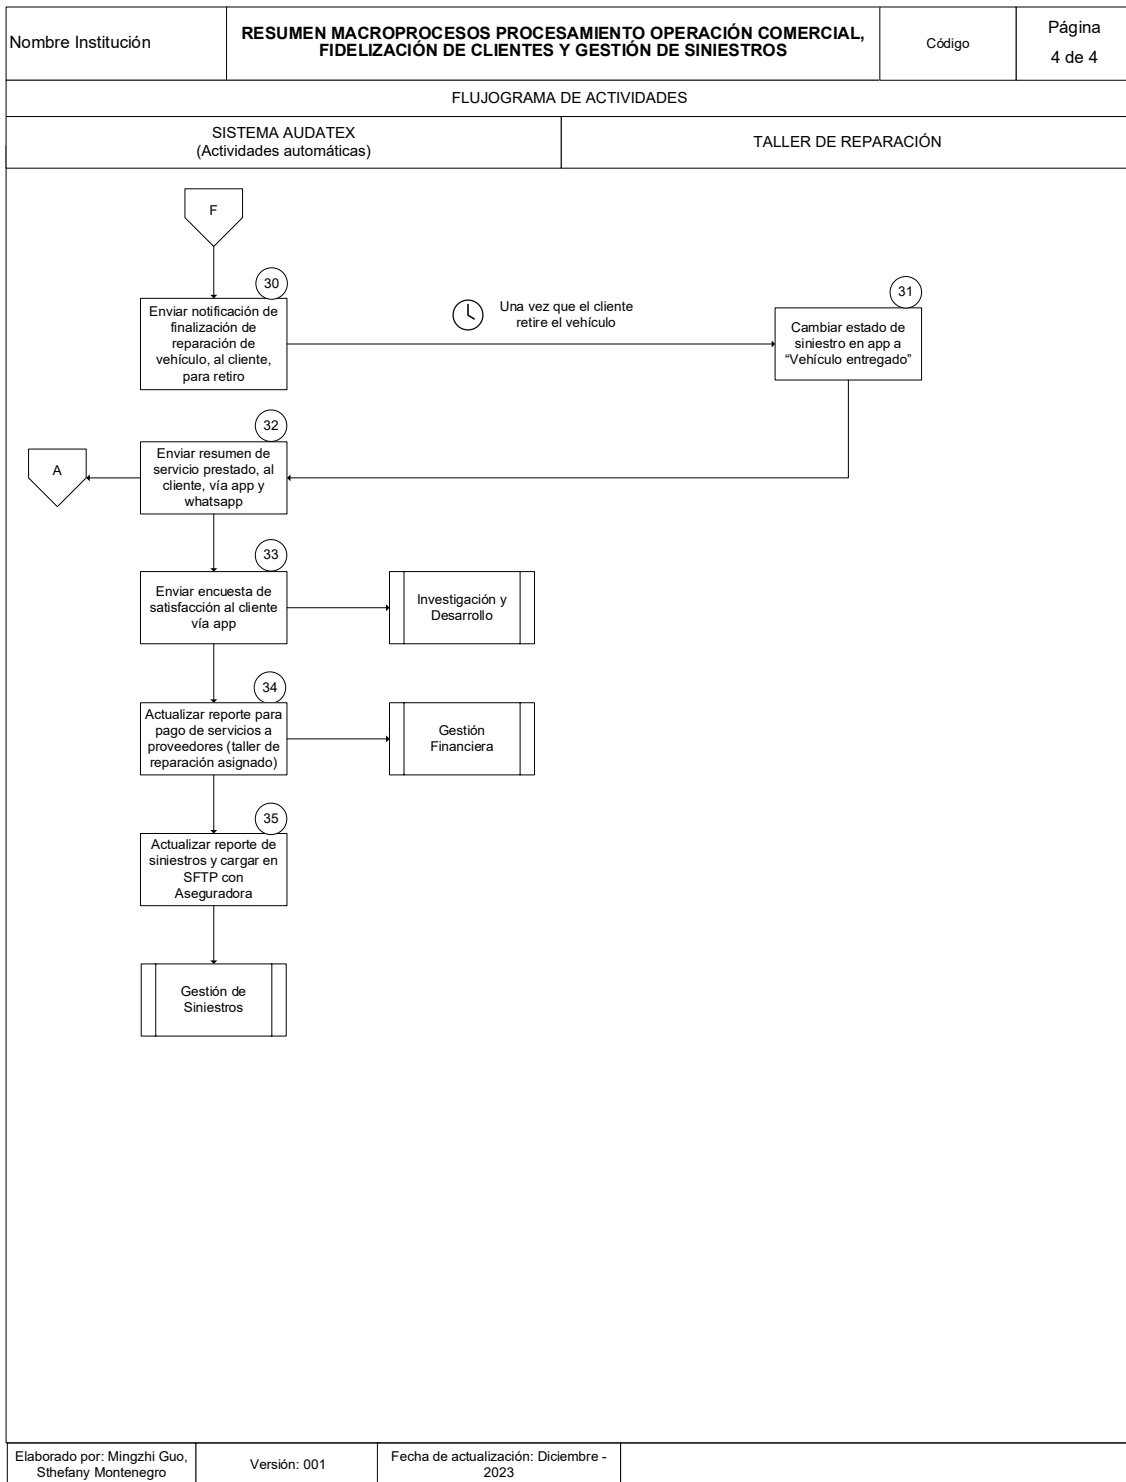 Nombre Institución
RESUMEN MACROPROCESOS PROCESAMIENTO OPERACIÓN COMERCIAL,
FIDELIZACIÓN DE CLIENTES Y GESTIÓN DE SINIESTROS
Código
Página
4 de 4
FLUJOGRAMA DE ACTIVIDADES
SISTEMA AUDATEX
(Actividades automáticas)
TALLER DE REPARACIÓN
F
30
Enviar notificación de
finalización de
reparación de
vehículo, al cliente,
para retiro
Una vez que el cliente
retire el vehículo
31
Cambiar estado de
siniestro en app a
“Vehículo entregado”
32
Enviar resumen de
servicio prestado, al
cliente, vía app y
whatsapp
A
33
Enviar encuesta de
satisfacción al cliente
vía app
Investigación y
Desarrollo
34
Actualizar reporte para
pago de servicios a
proveedores (taller de
reparación asignado)
Gestión
Financiera
35
Actualizar reporte de
siniestros y cargar en
SFTP con
Aseguradora
Gestión de
Siniestros
Elaborado por: Mingzhi Guo,
Sthefany Montenegro
Versión: 001
Fecha de actualización: Diciembre -
2023